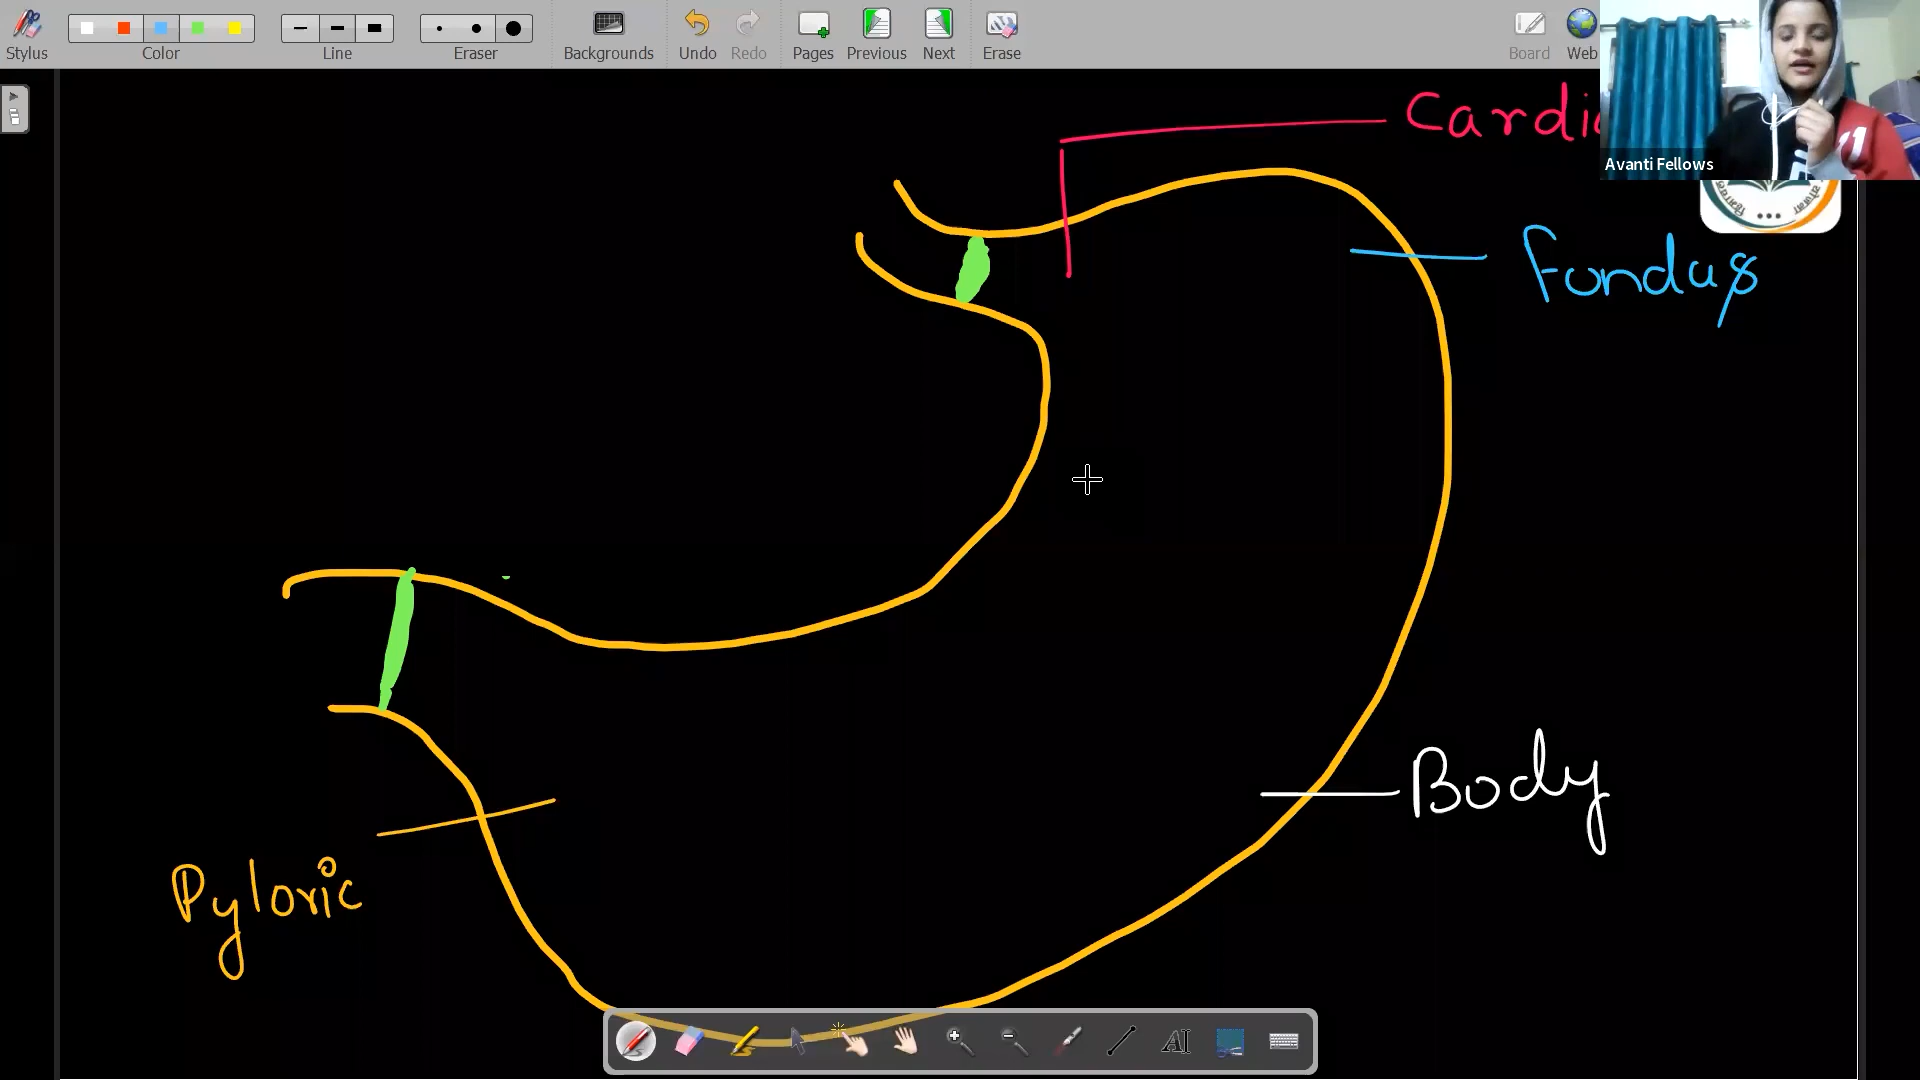 Stylus
Color
Line
Eraser
Backgrounds
Undo
Redo
Pages
Previous
Next
Erase
Board
Web
Avanti Fellows
Cardi
Fundus
Body
Pyloric